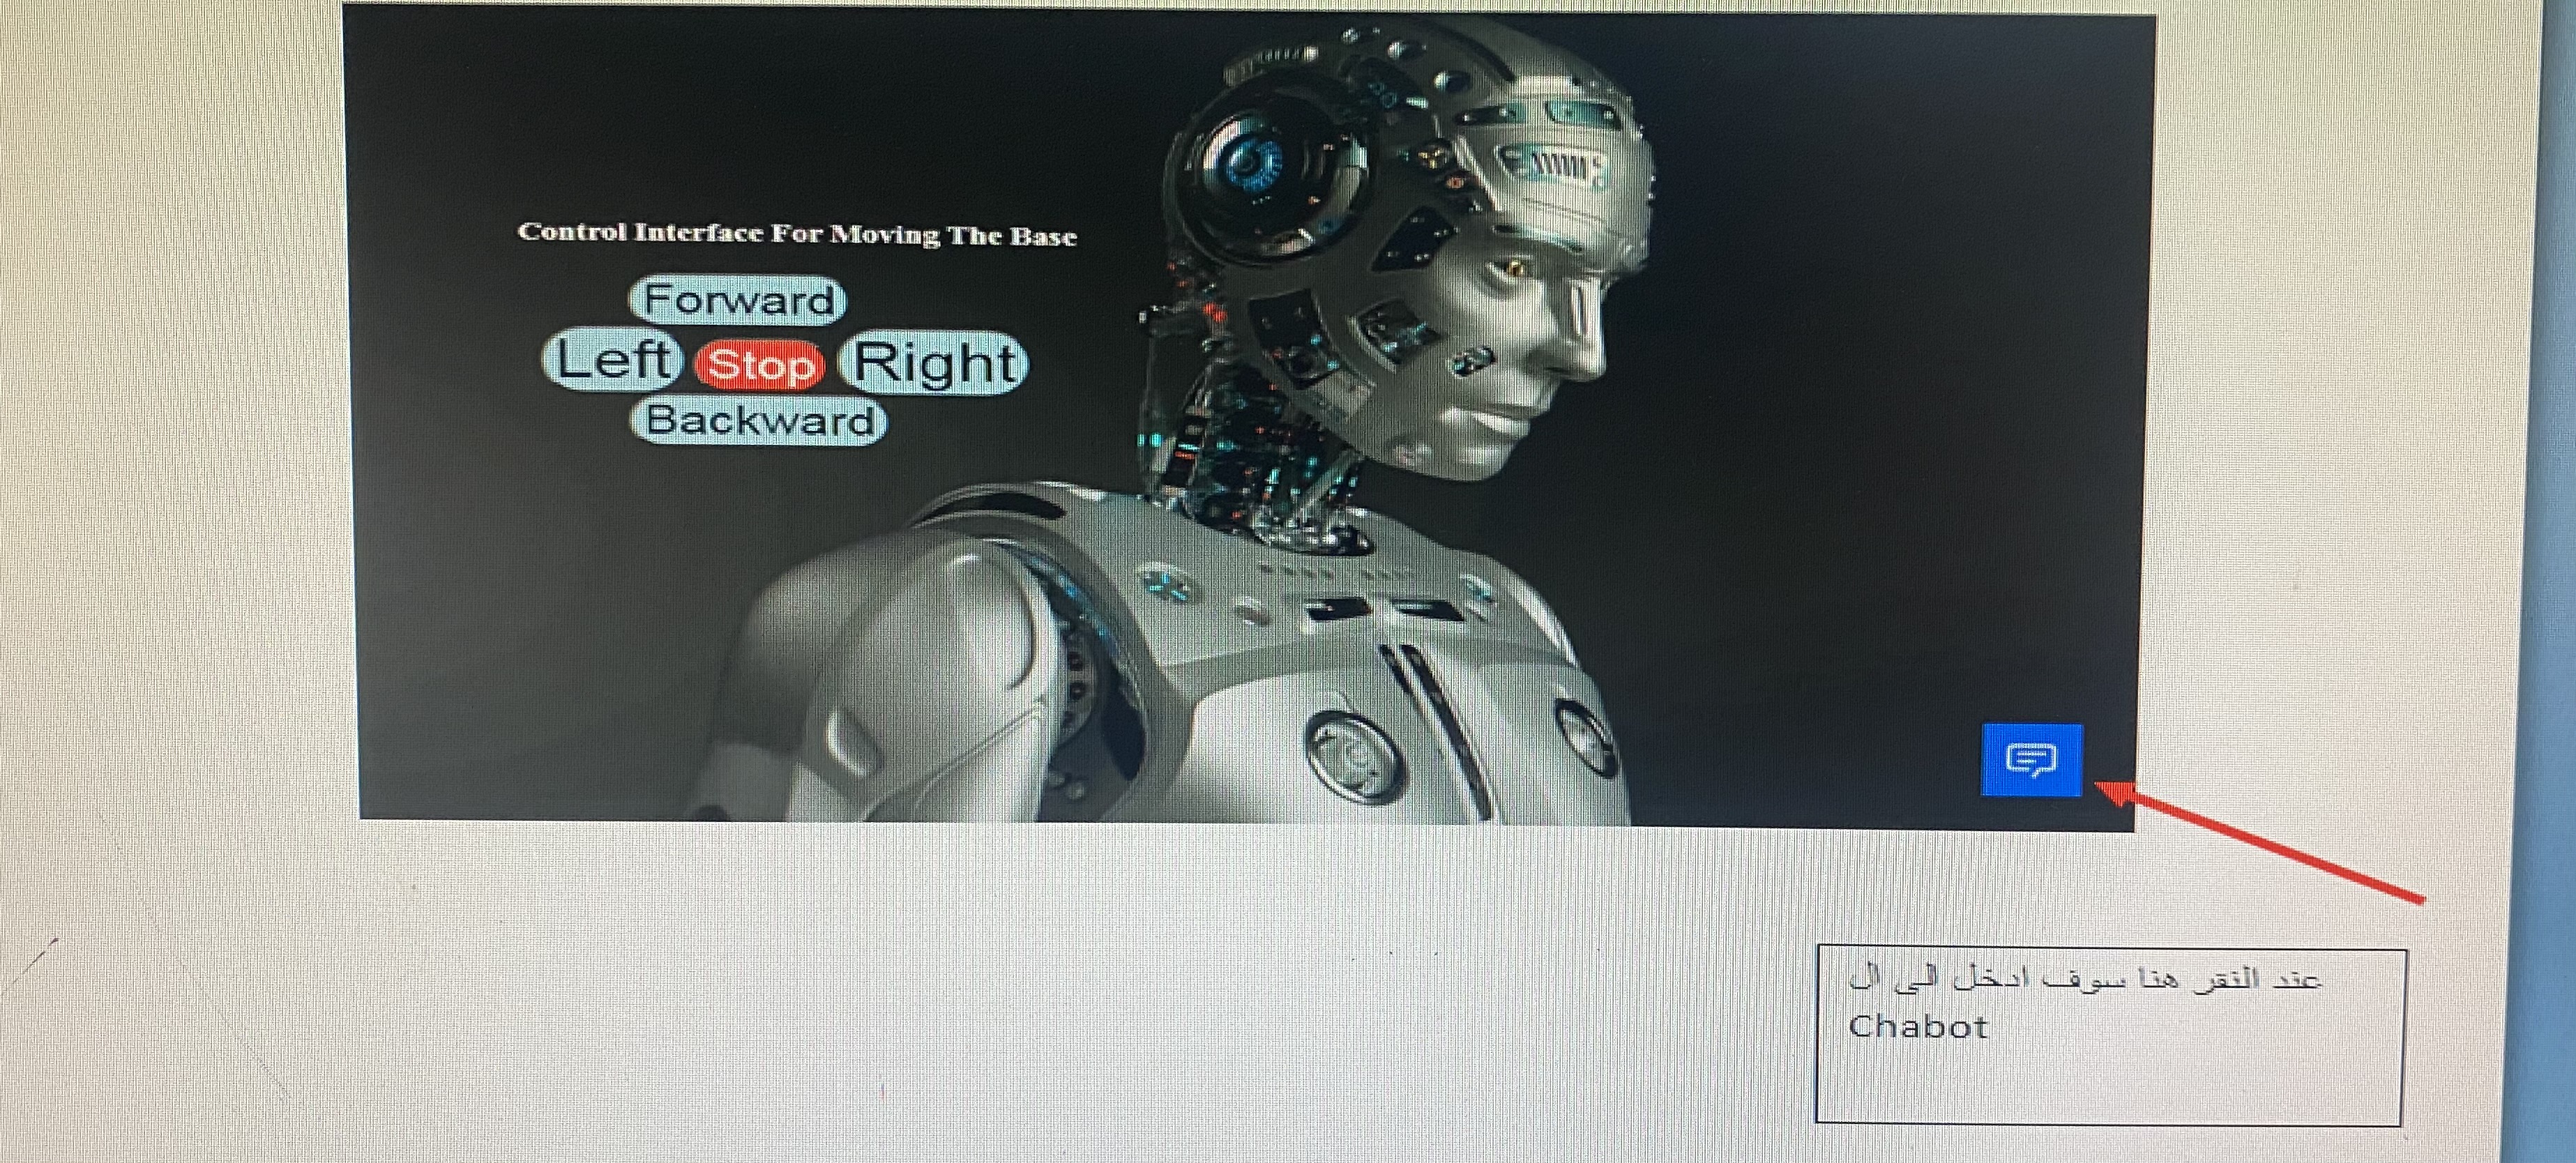 Control Interface For Moving The Base
Forward
Left Stop Right
Backward
عند النقر هنا سوف ادخل الى ال
Chabot